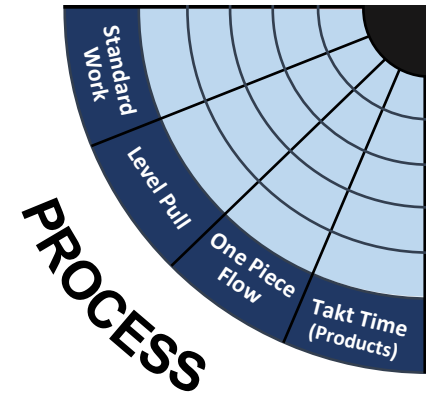 Standard
Work
Level Pull
One Piece
Flow
Takt Time
(Products)
PROCESS